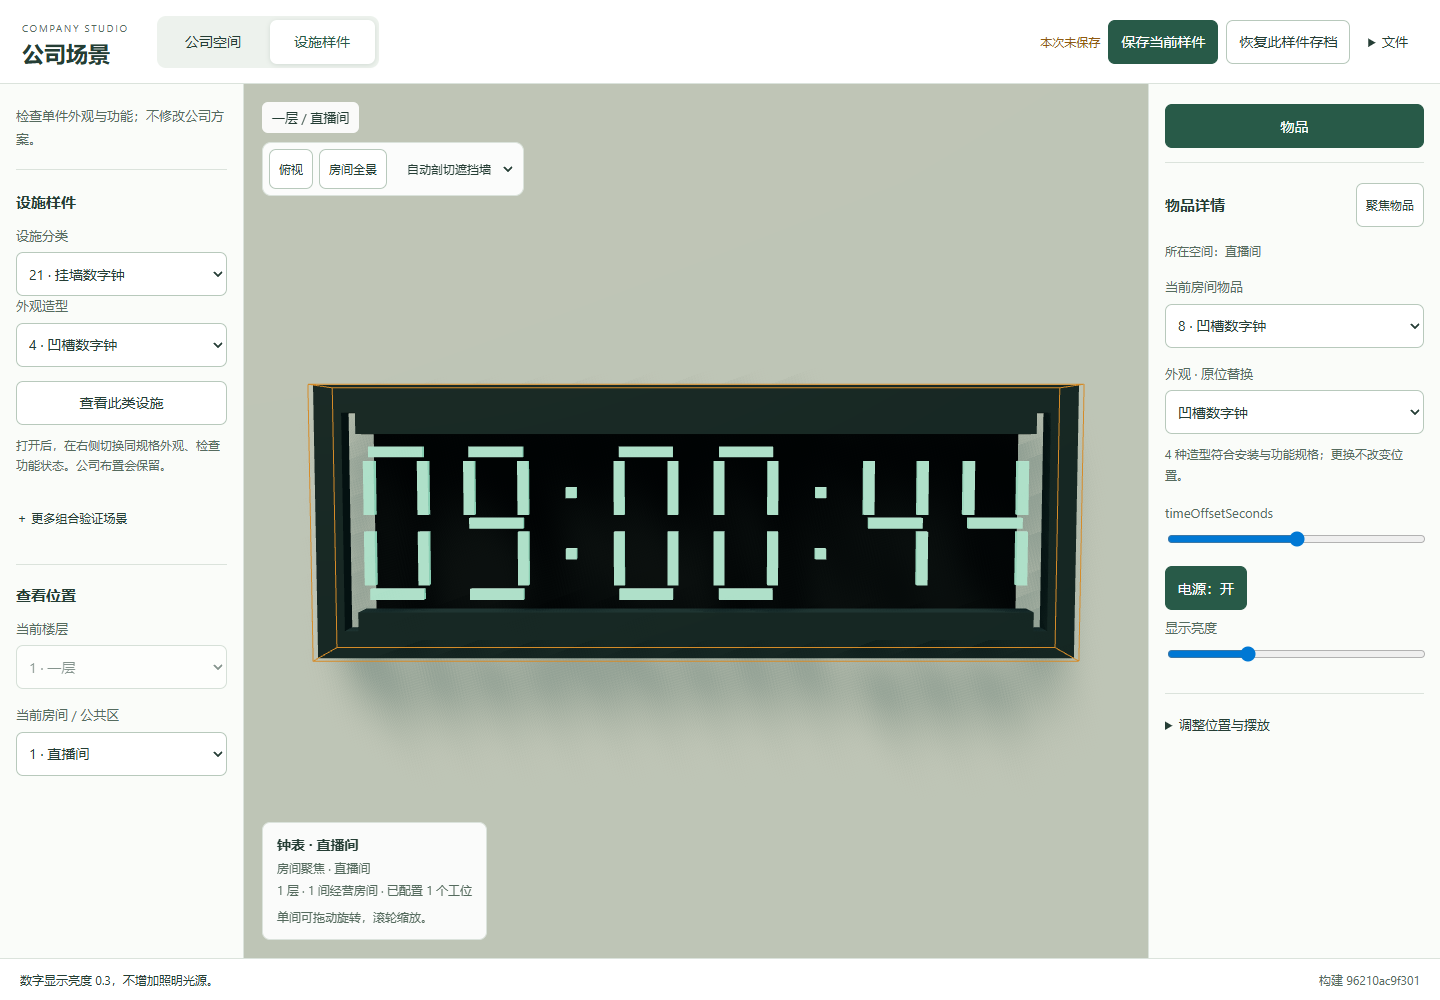 COMPANY STUDIO
公司场景
公司空间
设施样件
本次未保存
保存当前样件
恢复此样件存档
▶ 文件
检查单件外观与功能；不修改公司方案。
设施样件
设施分类
21 · 挂墙数字钟
外观造型
4 · 凹槽数字钟
查看此类设施
打开后，在右侧切换同规格外观、检查功能状态。公司布置会保留。
+ 更多组合验证场景
查看位置
当前楼层
1 · 一层
当前房间 / 公共区
1 · 直播间
一层 / 直播间
俯视
房间全景
自动剖切遮挡墙
09:00:44
钟表 · 直播间
房间聚焦 · 直播间
1 层 · 1 间经营房间 · 已配置 1 个工位
单间可拖动旋转，滚轮缩放。
物品
物品详情
聚焦物品
所在空间：直播间
当前房间物品
8 · 凹槽数字钟
外观 · 原位替换
凹槽数字钟
4 种造型符合安装与功能规格；更换不改变位置。
timeOffsetSeconds
电源：开
显示亮度
▶ 调整位置与摆放
数字显示亮度 0.3，不增加照明光源。
构建 96210ac9f301